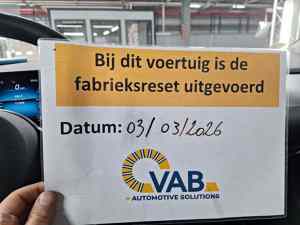 Bij dit voertuig is de
fabrieksreset uitgevoerd
Datum: 03/03/2026
VAB
AUTOMOTIVE SOLUTIONS